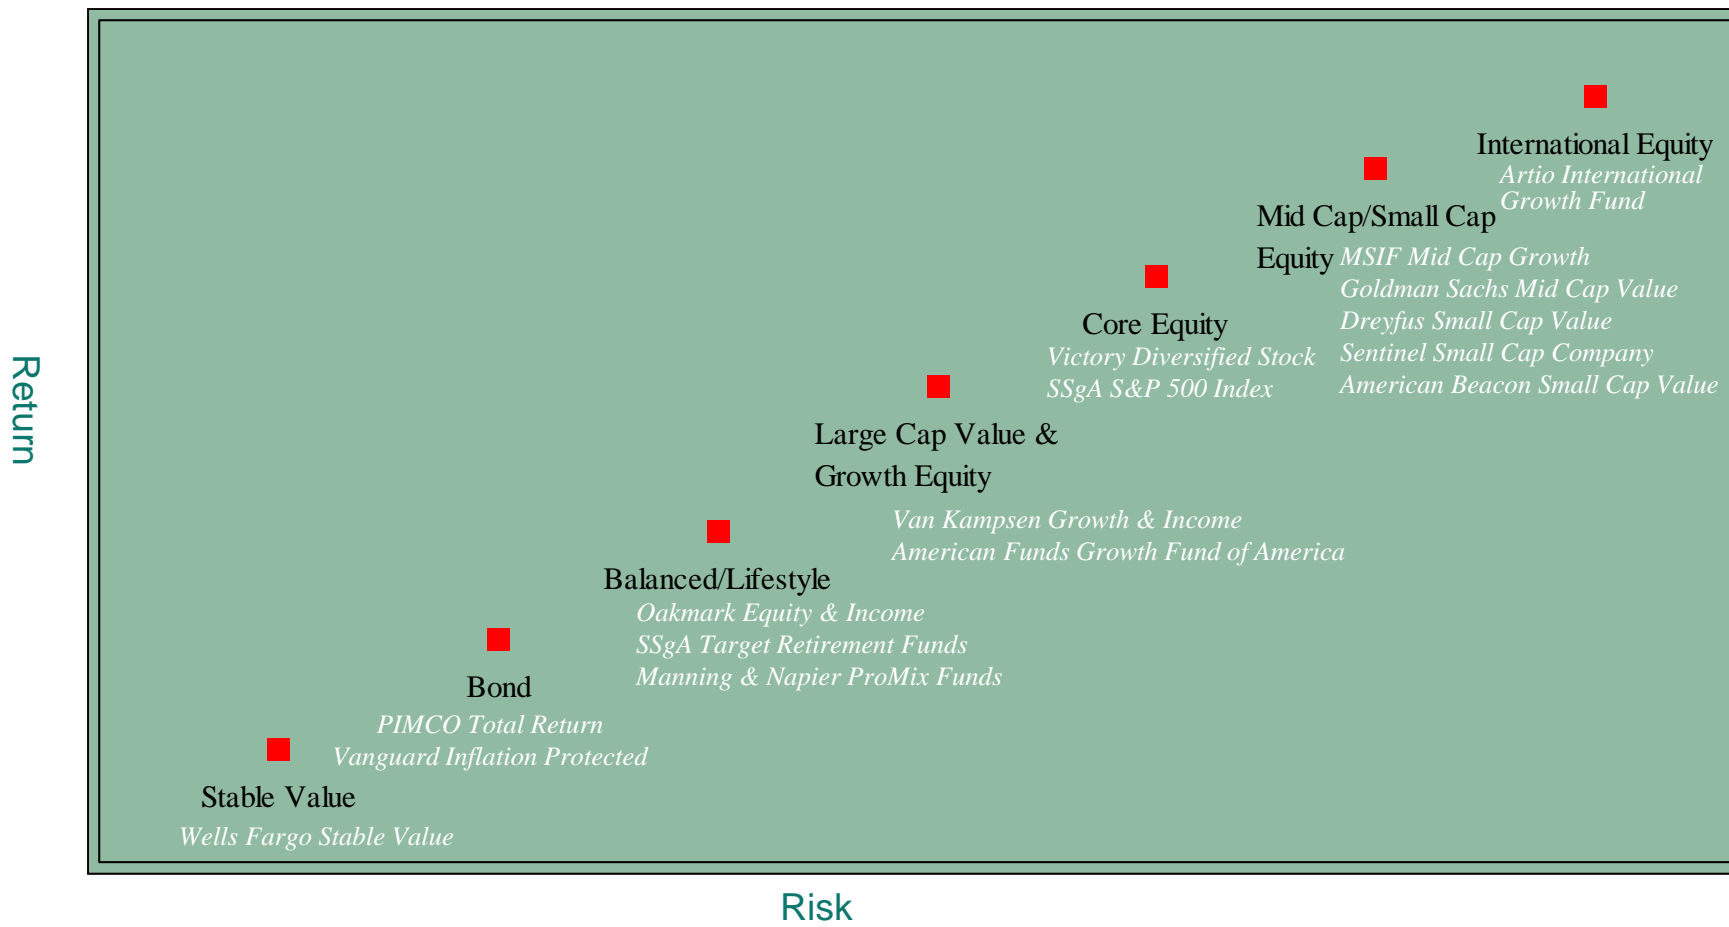 International Equity
Artio International
Growth Fund
Mid Cap/Small Cap
Equity
MSIF Mid Cap Growth
Goldman Sachs Mid Cap Value
Dreyfus Small Cap Value
Sentinel Small Cap Company
American Beacon Small Cap Value
Core Equity
Victory Diversified Stock
SSgA S&P 500 Index
Large Cap Value &
Growth Equity
Van Kampsen Growth & Income
American Funds Growth Fund of America
Balanced/Lifestyle
Oakmark Equity & Income
SSgA Target Retirement Funds
Manning & Napier ProMix Funds
Bond
PIMCO Total Return
Vanguard Inflation Protected
Stable Value
Wells Fargo Stable Value
Return
Risk